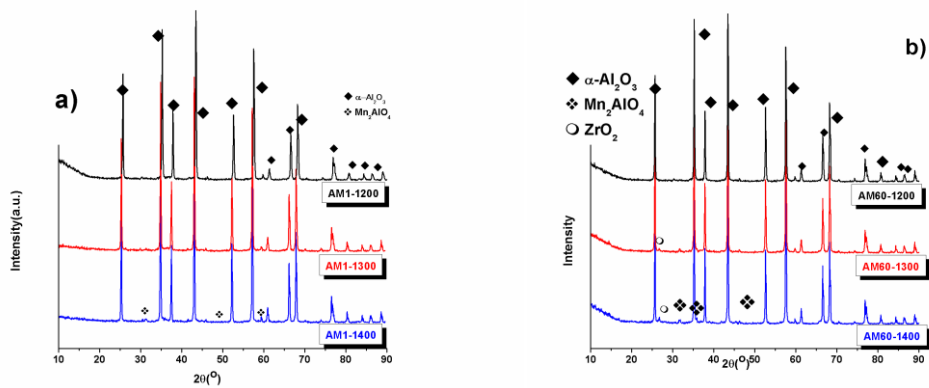 a)
α-Al₂O₃
Mn₂AlO₄
AM1-1200
AM1-1300
AM1-1400
Intensity(a.u.)
10 20 30 40 50 60 70 80 90
2θ(°)
b)
α-Al₂O₃
Mn₂AlO₄
ZrO₂
AM60-1200
AM60-1300
AM60-1400
Intensity
10 20 30 40 50 60 70 80 90
2θ(°)